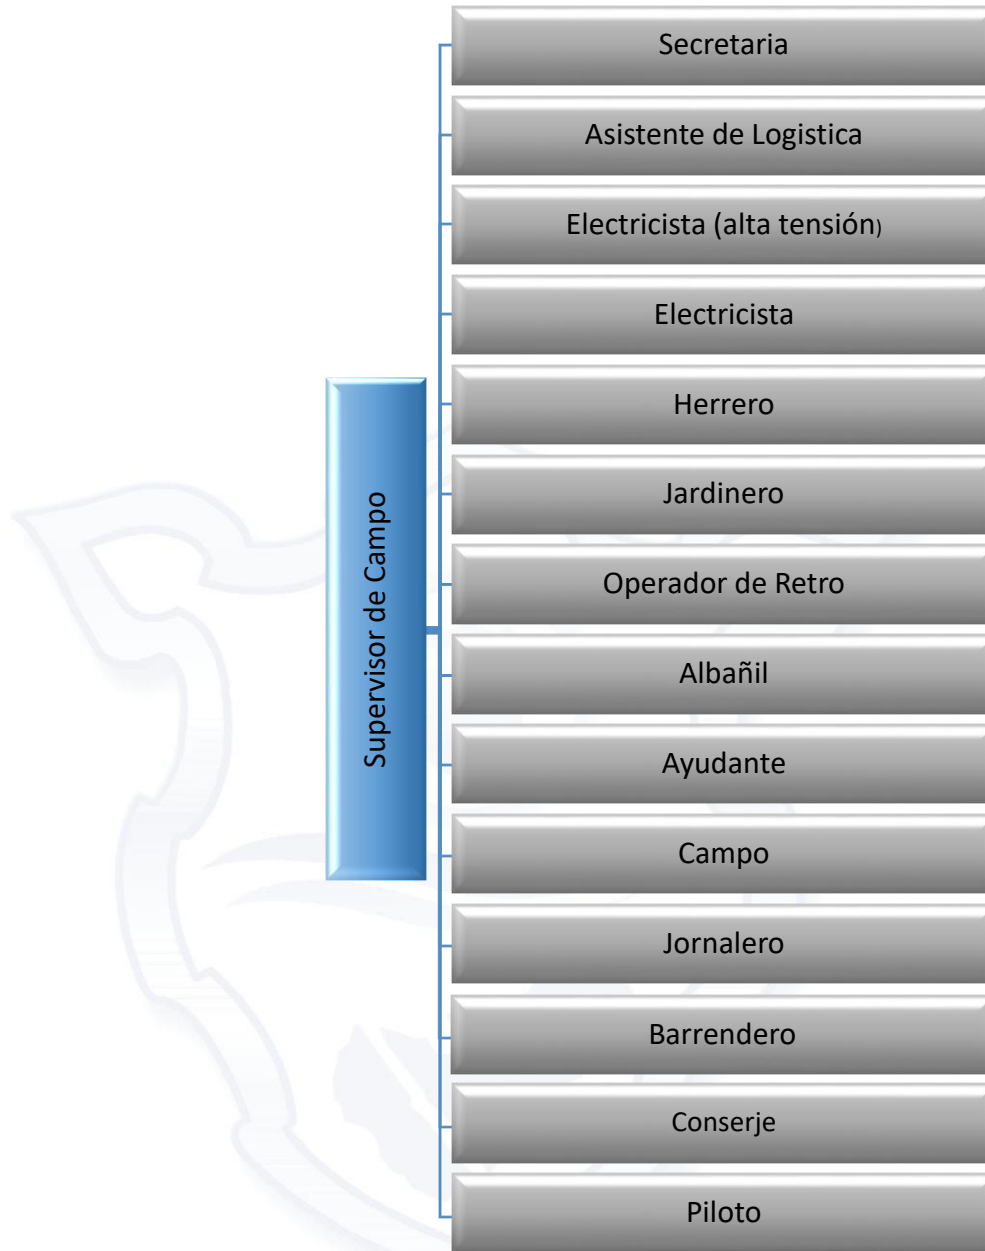 Secretaria
Asistente de Logistica
Electricista (alta tensión)
Electricista
Herrero
Jardinero
Operador de Retro
Supervisor de Campo
Albañil
Ayudante
Campo
Jornalero
Barrendero
Conserje
Piloto